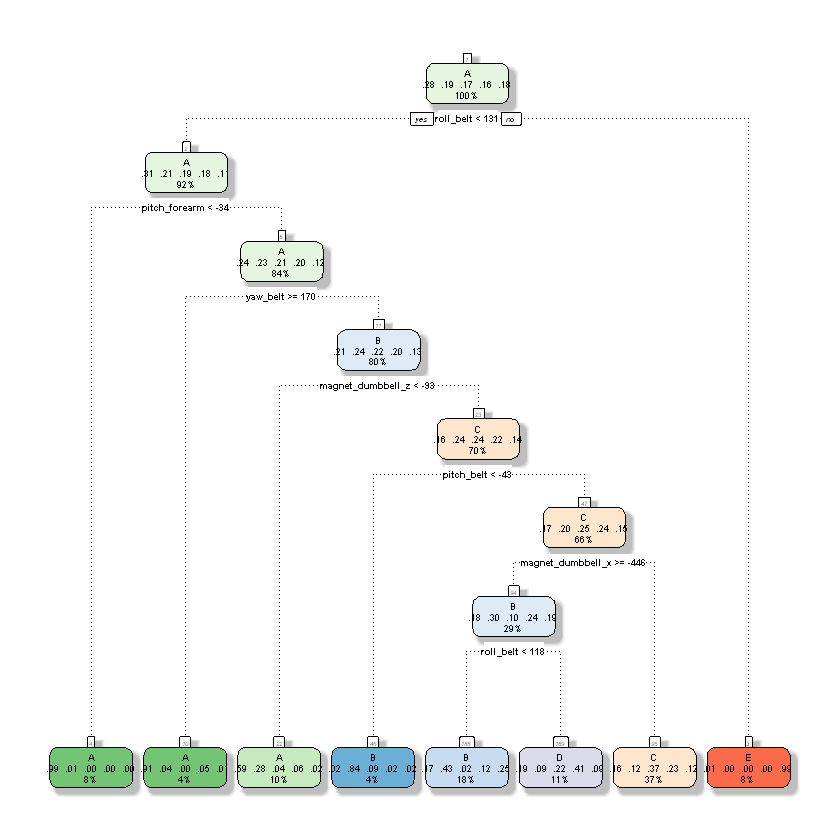 1
A
.28 .19 .17 .16 .18
100%
yes roll_belt < 131 no
2
A
.31 .21 .19 .18 .11
92%
pitch_forearm < -34
5
A
.24 .23 .21 .20 .12
84%
yaw_belt >= 170
11
B
.21 .24 .22 .20 .13
80%
magnet_dumbbell_z < -93
23
C
.16 .24 .24 .22 .14
70%
pitch_belt < -43
47
C
.17 .20 .25 .24 .15
66%
magnet_dumbbell_x >= -446
94
B
.18 .30 .10 .24 .19
29%
roll_belt < 118
4
A
.99 .01 .00 .00 .00
8%
10
A
.91 .04 .00 .05 .01
4%
22
A
.59 .28 .04 .06 .02
10%
46
B
.02 .84 .09 .02 .02
4%
188
B
.17 .43 .02 .12 .25
18%
189
D
.19 .09 .22 .41 .09
11%
95
C
.16 .12 .37 .23 .12
37%
3
E
.01 .00 .00 .00 .99
8%